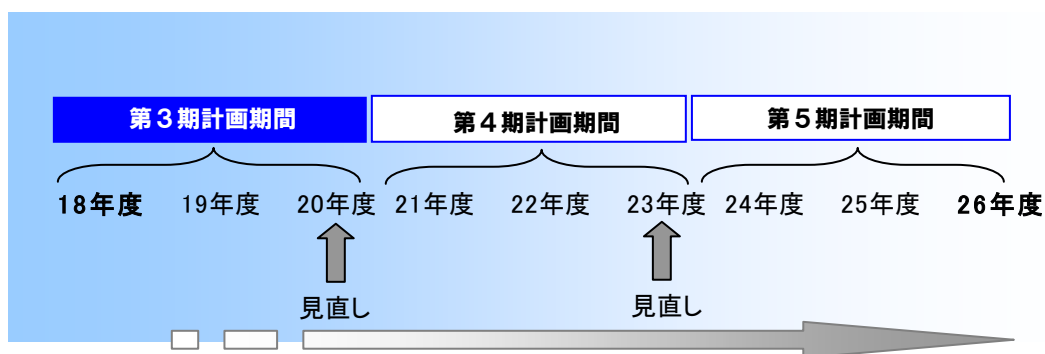 第３期計画期間 第４期計画期間 第５期計画期間
18年度 19年度 20年度 21年度 22年度 23年度 24年度 25年度 26年度
見直し 見直し